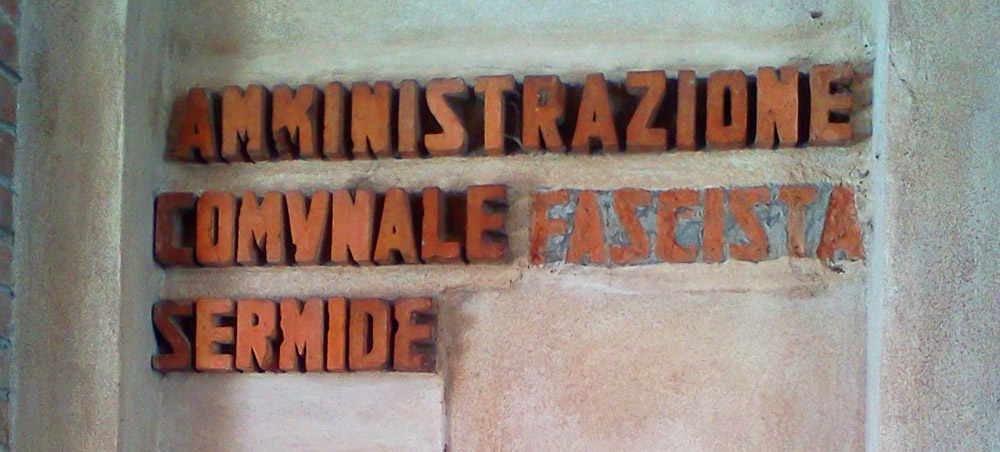 AMMINISTRAZIONE
COMVNALE FASCISTA
SERMIDE